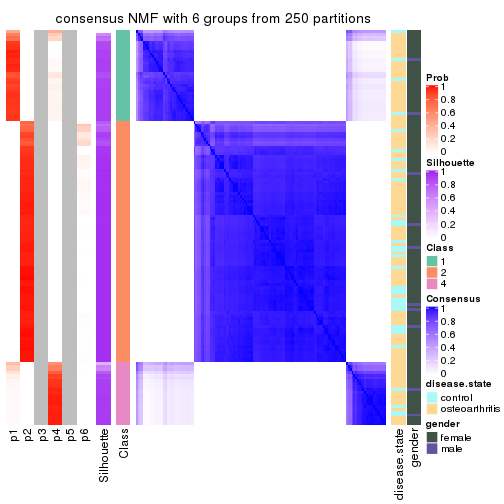 consensus NMF with 6 groups from 250 partitions
Prob
1
0.8
0.6
0.4
0.2
0
Silhouette
1
0.8
0.6
0.4
0.2
0
Class
1
2
4
Consensus
1
0.8
0.6
0.4
0.2
0
disease.state
control
osteoarthritis
gender
female
male
p1
p2
p3
p4
p5
p6
Silhouette
Class
disease.state
gender